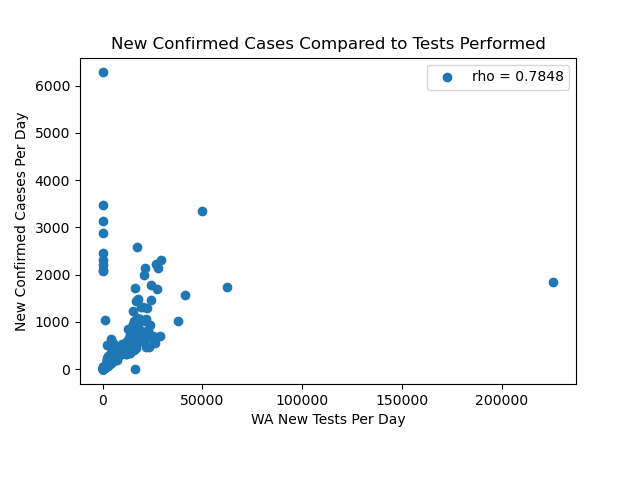 New Confirmed Cases Compared to Tests Performed
rho = 0.7848
6000
5000
4000
3000
2000
1000
0
New Confirmed Caeses Per Day
0 50000 100000 150000 200000
WA New Tests Per Day